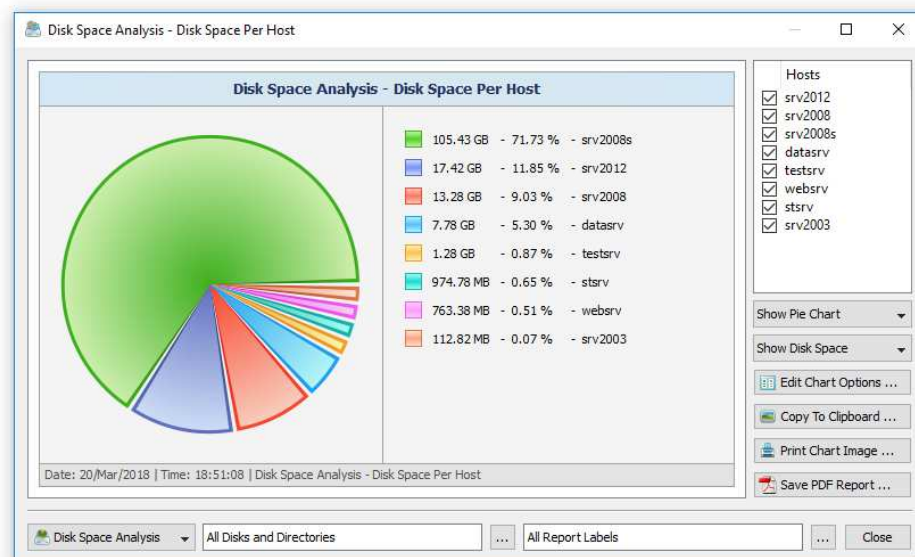 Disk Space Analysis - Disk Space Per Host
Disk Space Analysis - Disk Space Per Host
105.43 GB - 71.73 % - srv2008s
17.42 GB - 11.85 % - srv2012
13.28 GB - 9.03 % - srv2008
7.78 GB - 5.30 % - datasrv
1.28 GB - 0.87 % - testsrv
974.78 MB - 0.65 % - stsrv
763.38 MB - 0.51 % - websrv
112.82 MB - 0.07 % - srv2003
Date: 20/Mar/2018 | Time: 18:51:08 | Disk Space Analysis - Disk Space Per Host
Hosts
srv2012
srv2008
srv2008s
datasrv
testsrv
websrv
stsrv
srv2003
Show Pie Chart
Show Disk Space
Edit Chart Options ...
Copy To Clipboard ...
Print Chart Image ...
Save PDF Report ...
Disk Space Analysis All Disks and Directories ... All Report Labels ... Close